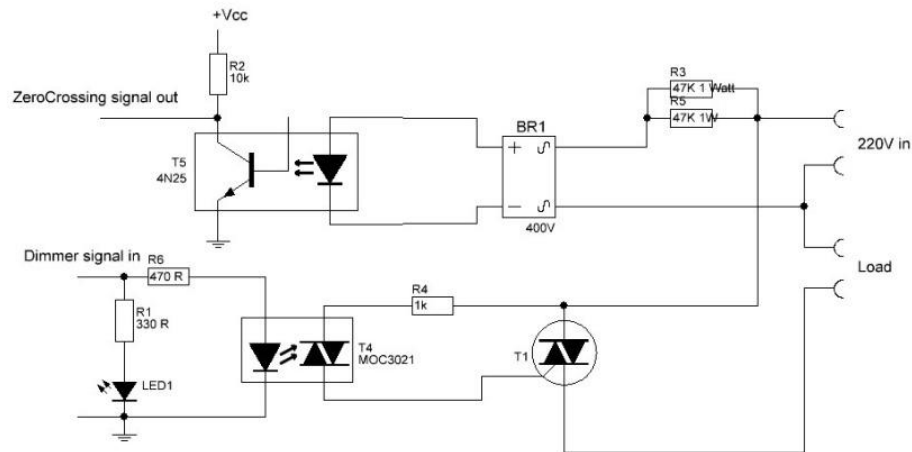 +Vcc
R2
10k
ZeroCrossing signal out
T5
4N25
R3
47K 1 Watt
R5
47K 1W
BR1
400V
220V in
Dimmer signal in
R6
470 R
R1
330 R
LED1
R4
1k
T4
MOC3021
T1
Load